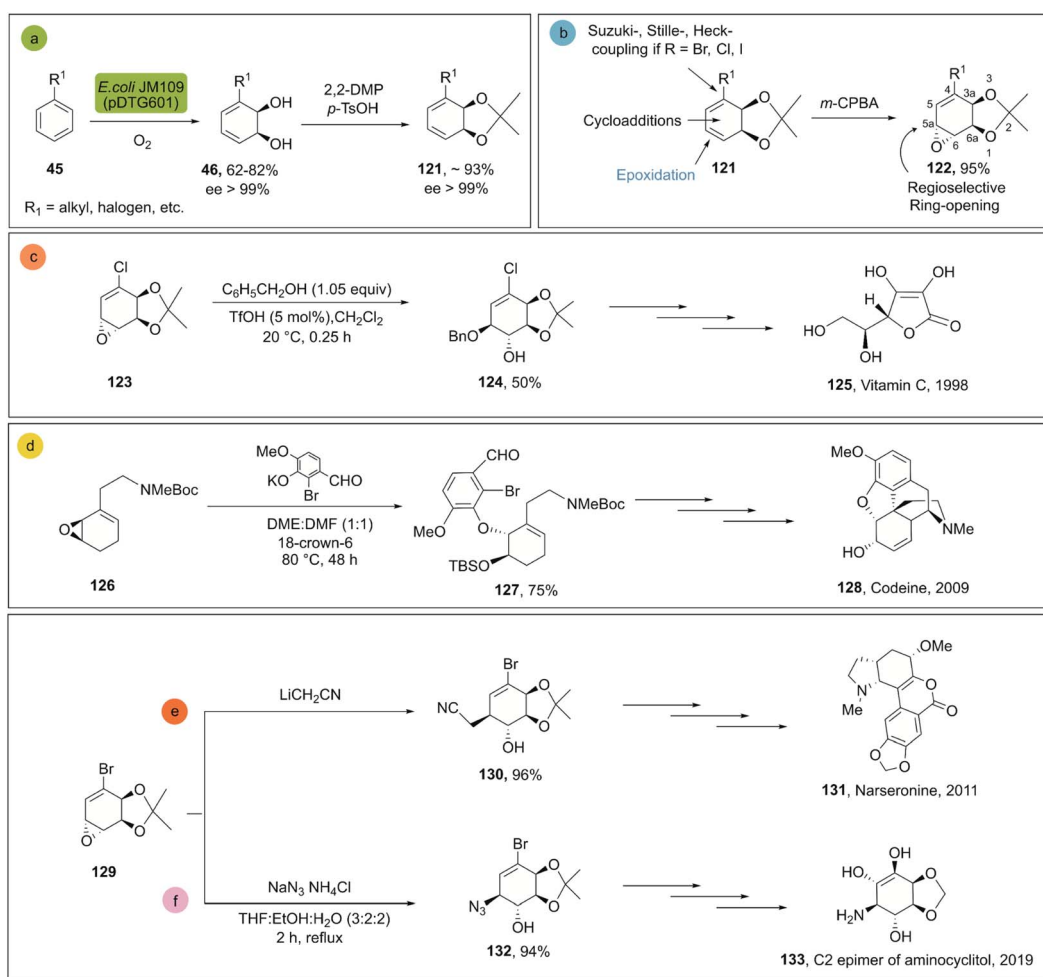 a
R¹
45
E.coli JM109
(pDTG601)
O₂
R¹
OH
OH
46, 62-82%
ee > 99%
2,2-DMP
p-TsOH
R¹
O
O
121, ~ 93%
ee > 99%
R₁ = alkyl, halogen, etc.
b
Suzuki-, Stille-, Heck-
coupling if R = Br, Cl, I
R¹
O
O
Cycloadditions
Epoxidation
121
m-CPBA
R¹
4
3
5
3a
O
2
5a
6a
O
O
6
1
122, 95%
Regioselective
Ring-opening
c
Cl
O
O
O
123
C₆H₅CH₂OH (1.05 equiv)
TfOH (5 mol%),CH₂Cl₂
20 °C, 0.25 h
Cl
O
O
BnO
OH
124, 50%
HO
OH
H
HO
O
O
OH
125, Vitamin C, 1998
d
NMeBoc
O
126
MeO
KO
CHO
Br
DME:DMF (1:1)
18-crown-6
80 °C, 48 h
CHO
Br
NMeBoc
MeO
O
TBSO
127, 75%
MeO
O
NMe
HO
128, Codeine, 2009
Br
O
O
O
129
e
LiCH₂CN
Br
O
O
NC
OH
130, 96%
OMe
N
Me
O
O
O
O
131, Narseronine, 2011
f
NaN₃ NH₄Cl
THF:EtOH:H₂O (3:2:2)
2 h, reflux
Br
O
O
N₃
OH
132, 94%
OH
HO
O
H₂N
O
OH
133, C2 epimer of aminocyclitol, 2019